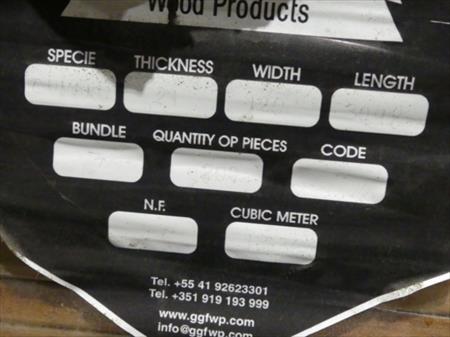 Wood Products
SPECIE THICKNESS WIDTH LENGTH
BUNDLE QUANTITY OP PIECES CODE
N.F. CUBIC METER
Tel. +55 41 92623301
Tel. +351 919 193 999
www.ggfwp.com
info@ggfwp.com